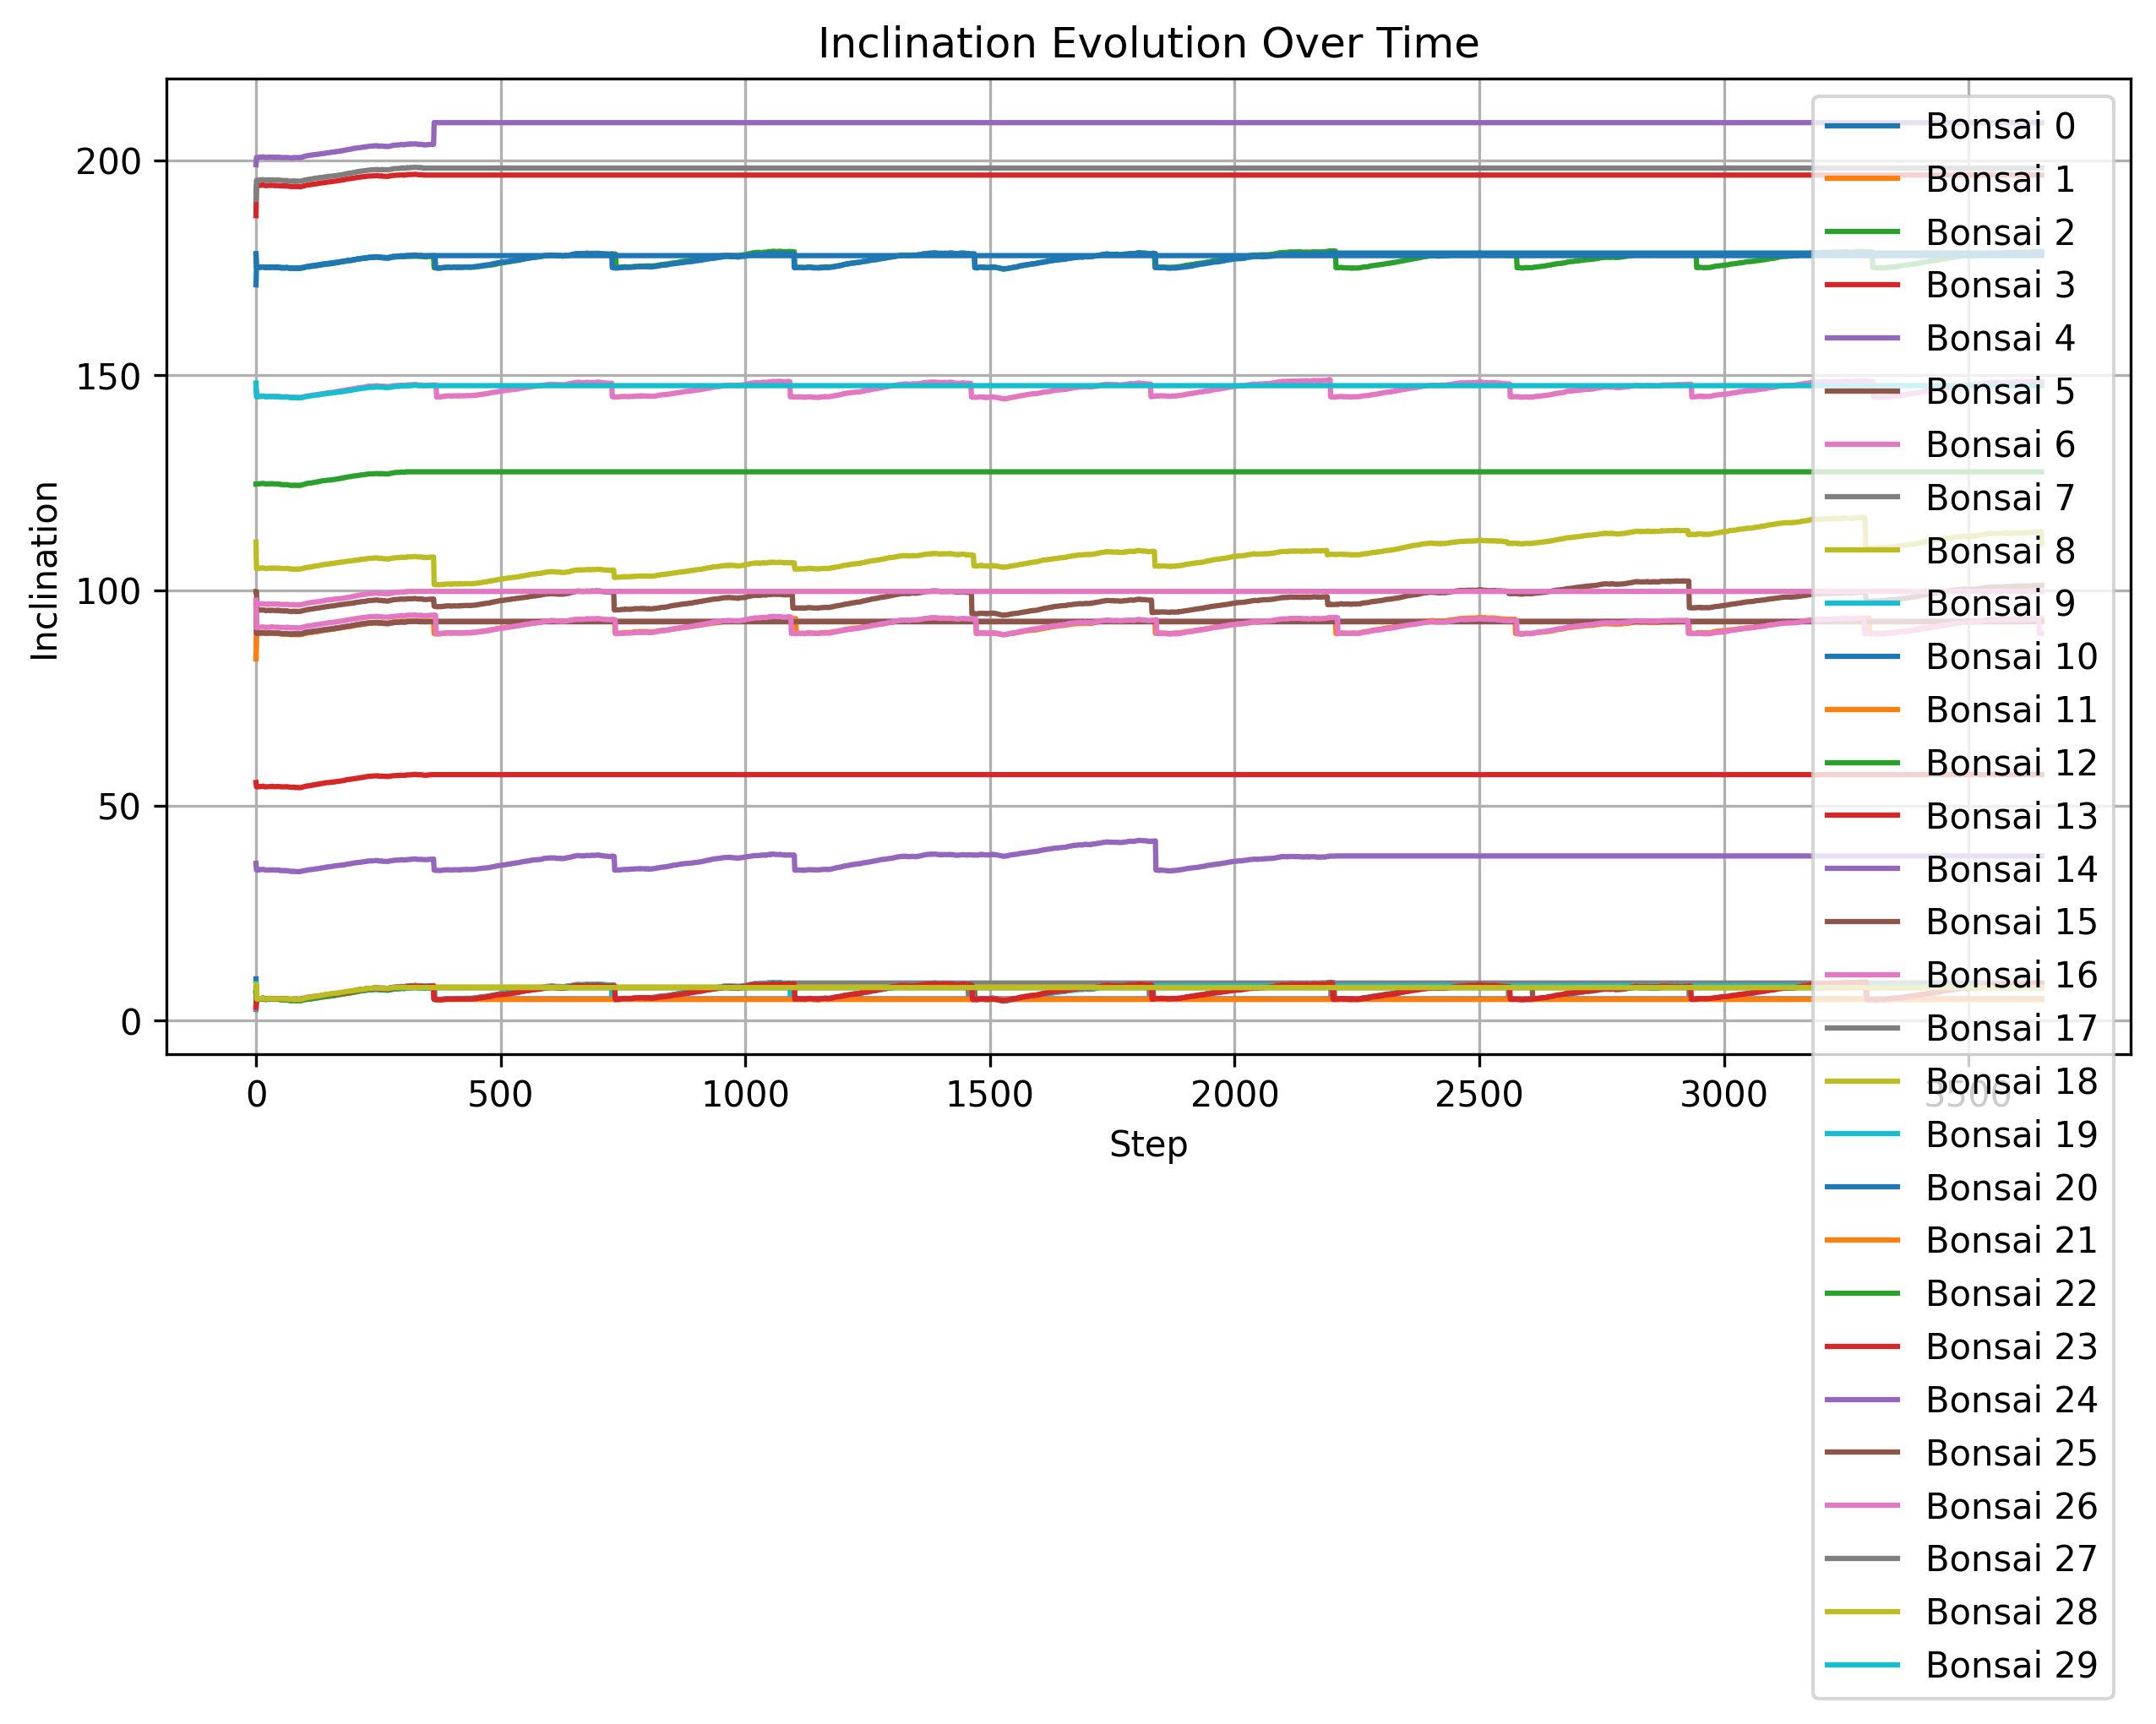 Inclination Evolution Over Time
Inclination
200
150
100
50
0
0 500 1000 1500 2000 2500 3000 3500
Step
Bonsai 0
Bonsai 1
Bonsai 2
Bonsai 3
Bonsai 4
Bonsai 5
Bonsai 6
Bonsai 7
Bonsai 8
Bonsai 9
Bonsai 10
Bonsai 11
Bonsai 12
Bonsai 13
Bonsai 14
Bonsai 15
Bonsai 16
Bonsai 17
Bonsai 18
Bonsai 19
Bonsai 20
Bonsai 21
Bonsai 22
Bonsai 23
Bonsai 24
Bonsai 25
Bonsai 26
Bonsai 27
Bonsai 28
Bonsai 29